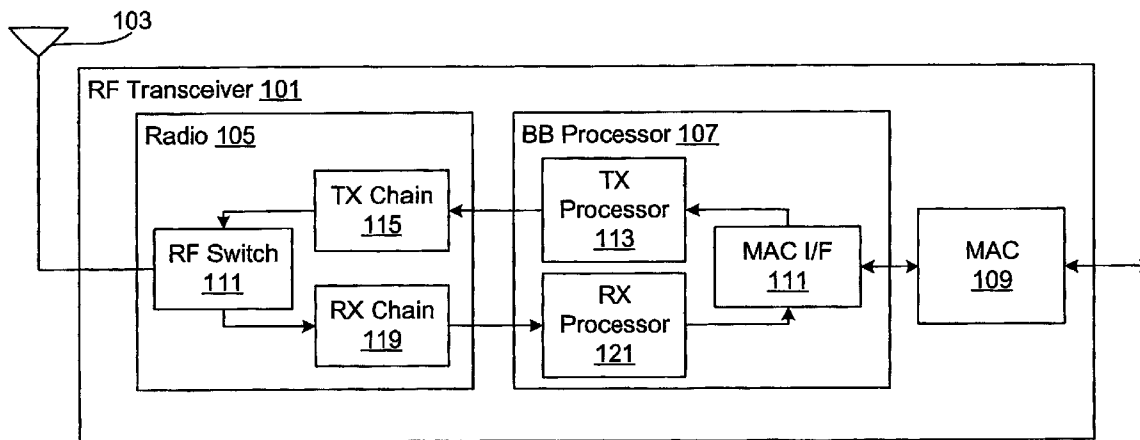 103
RF Transceiver 101
Radio 105
BB Processor 107
TX Chain
115
TX
Processor
113
RF Switch
111
MAC I/F
111
MAC
109
RX Chain
119
RX
Processor
121